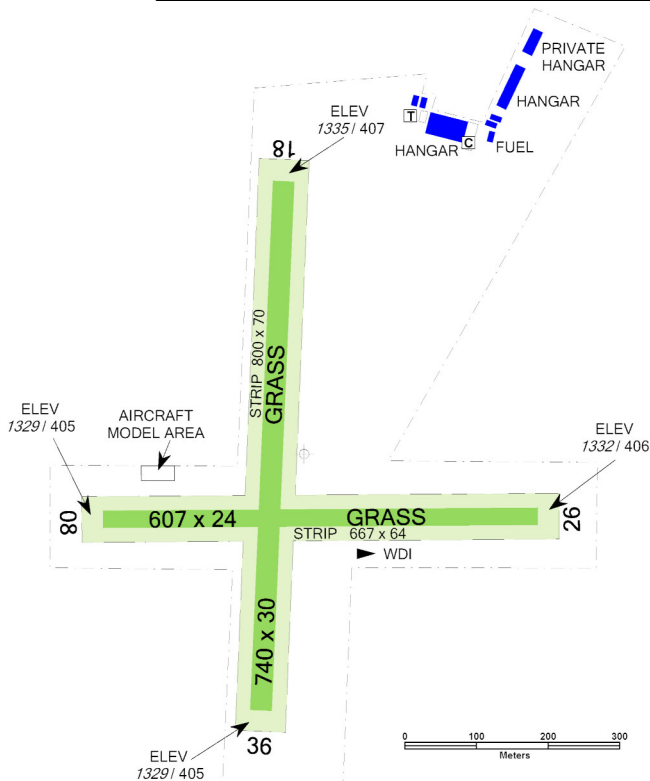 PRIVATE
HANGAR
HANGAR
T
HANGAR
C
FUEL
ELEV
1335 / 407
18
STRIP 800 x 70
GRASS
ELEV
1329 / 405
AIRCRAFT
MODEL AREA
ELEV
1332 / 406
08
607 x 24
GRASS
26
STRIP 667 x 64
WDI
740 x 30
36
ELEV
1329 / 405
0 100 200 300
Meters